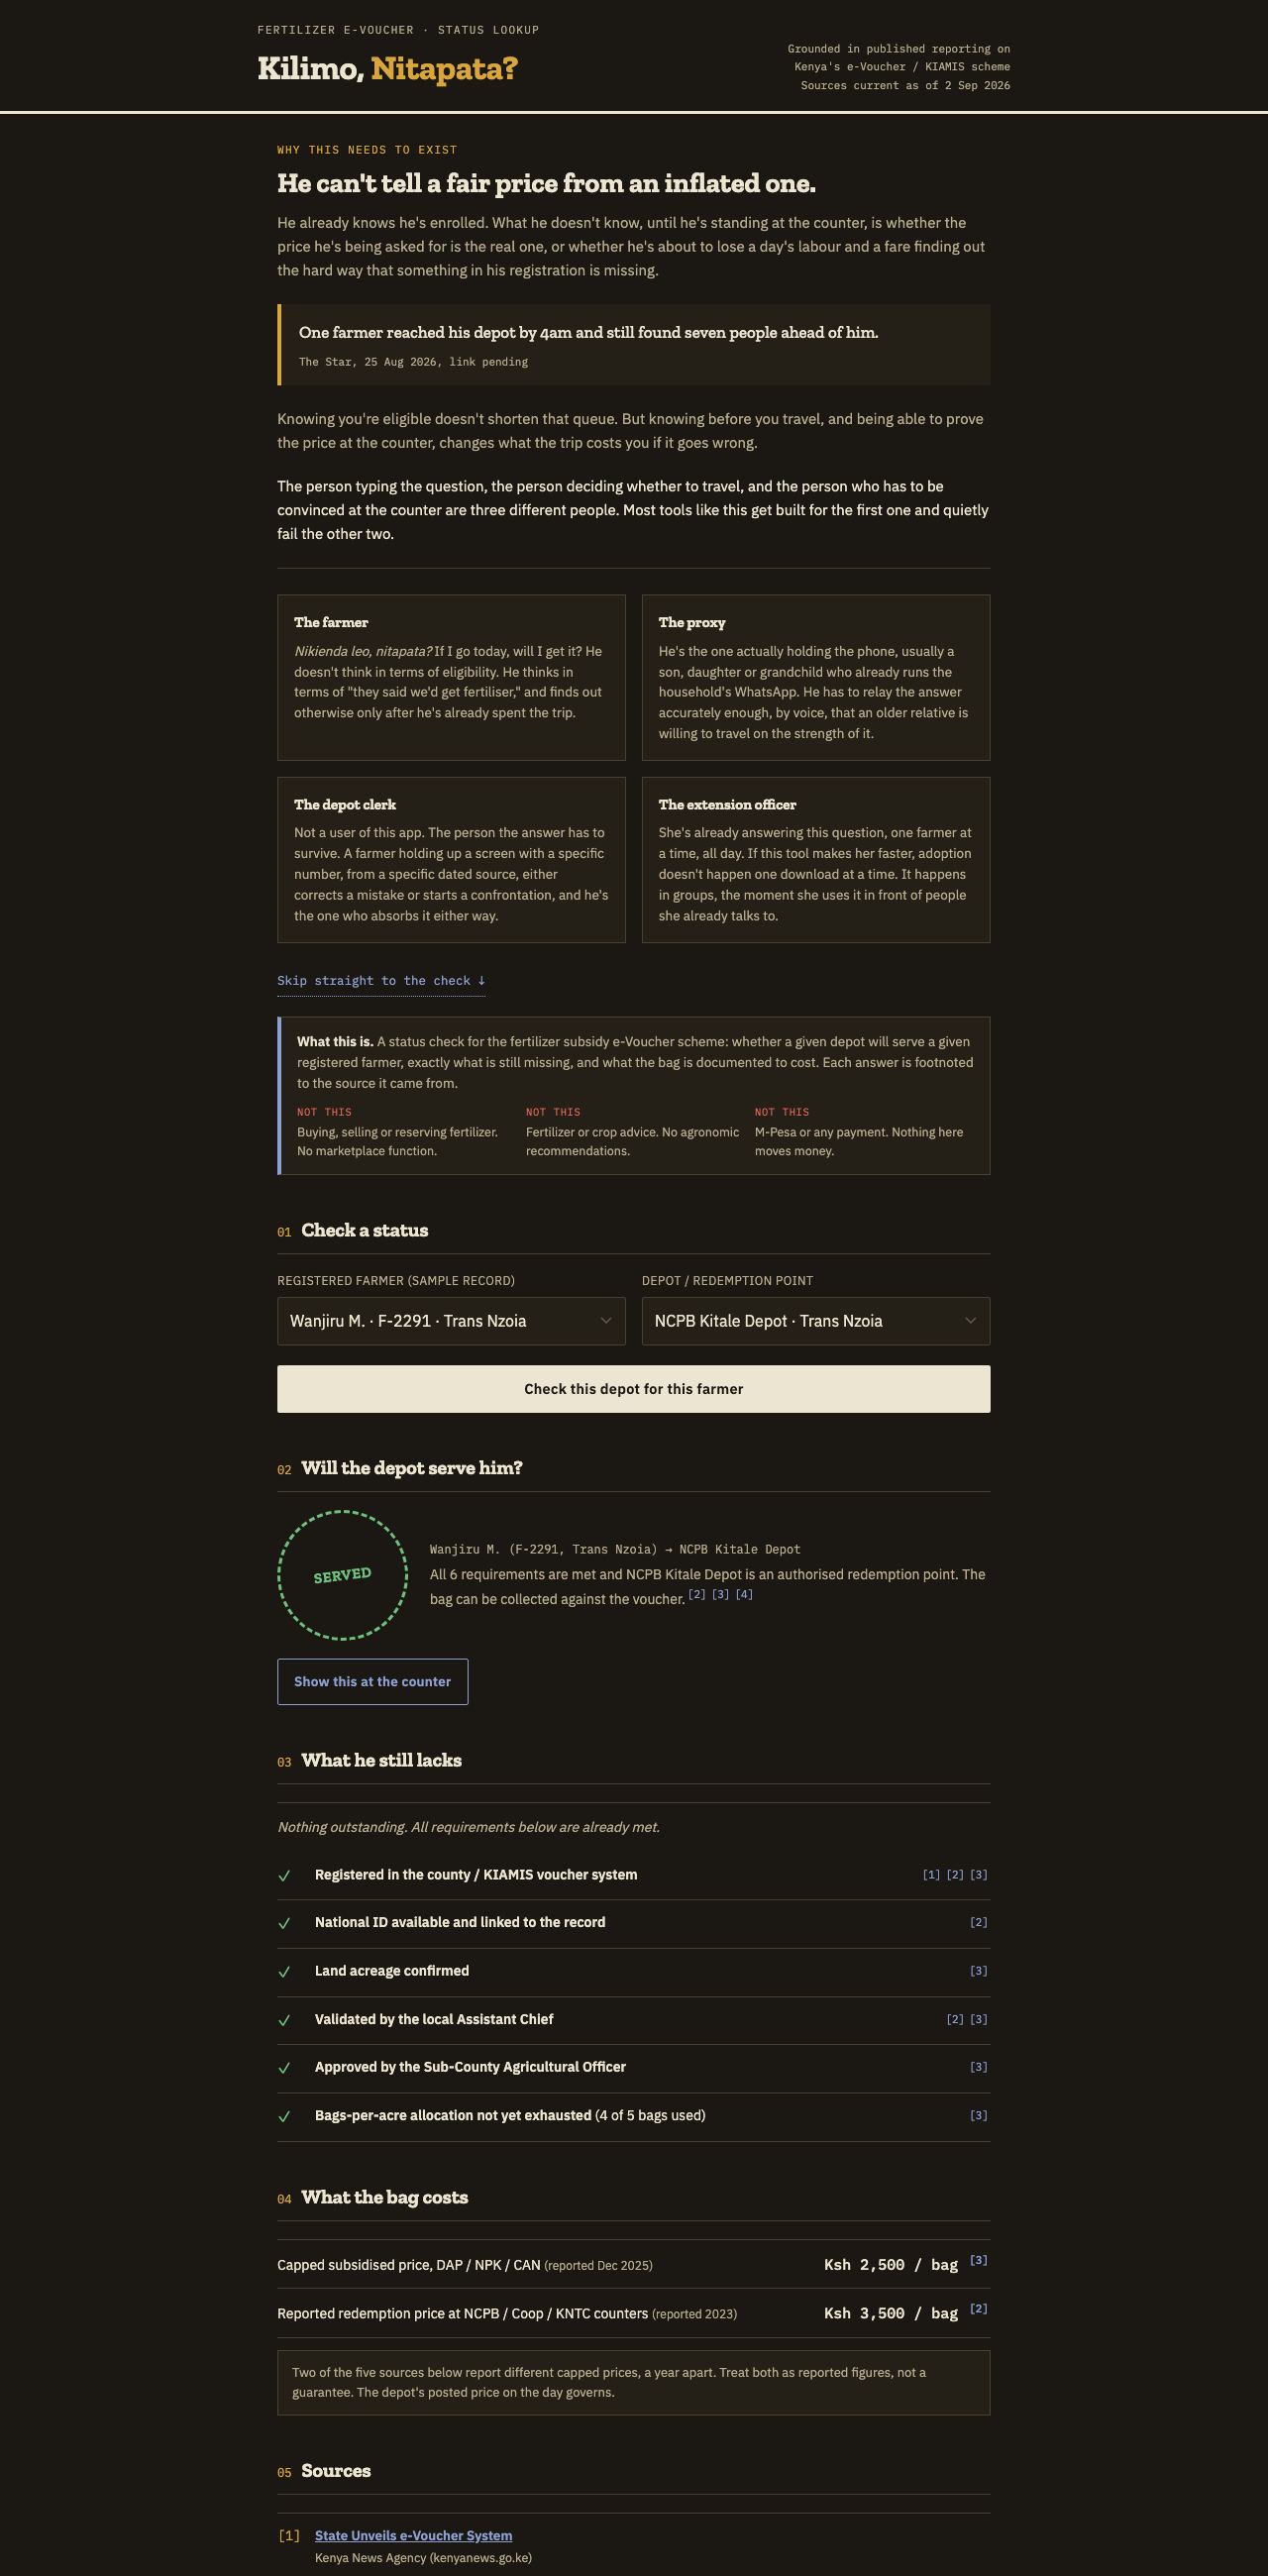 FERTILIZER E-VOUCHER · STATUS LOOKUP
Kilimo, Nitapata?
Grounded in published reporting on
Kenya's e-Voucher / KIAMIS scheme
Sources current as of 2 Sep 2026
WHY THIS NEEDS TO EXIST
He can't tell a fair price from an inflated one.
He already knows he's enrolled. What he doesn't know, until he's standing at the counter, is whether the
price he's being asked for is the real one, or whether he's about to lose a day's labour and a fare finding out
the hard way that something in his registration is missing.
One farmer reached his depot by 4am and still found seven people ahead of him.
The Star, 25 Aug 2026, link pending
Knowing you're eligible doesn't shorten that queue. But knowing before you travel, and being able to prove
the price at the counter, changes what the trip costs you if it goes wrong.
The person typing the question, the person deciding whether to travel, and the person who has to be
convinced at the counter are three different people. Most tools like this get built for the first one and quietly
fail the other two.
The farmer
Nikienda leo, nitapata? If I go today, will I get it? He
doesn't think in terms of eligibility. He thinks in
terms of "they said we'd get fertiliser," and finds out
otherwise only after he's already spent the trip.
The proxy
He's the one actually holding the phone, usually a
son, daughter or grandchild who already runs the
household's WhatsApp. He has to relay the answer
accurately enough, by voice, that an older relative is
willing to travel on the strength of it.
The depot clerk
Not a user of this app. The person the answer has to
survive. A farmer holding up a screen with a specific
number, from a specific dated source, either
corrects a mistake or starts a confrontation, and he's
the one who absorbs it either way.
The extension officer
She's already answering this question, one farmer at
a time, all day. If this tool makes her faster, adoption
doesn't happen one download at a time. It happens
in groups, the moment she uses it in front of people
she already talks to.
Skip straight to the check ↓
What this is. A status check for the fertilizer subsidy e-Voucher scheme: whether a given depot will serve a given
registered farmer, exactly what is still missing, and what the bag is documented to cost. Each answer is footnoted
to the source it came from.
NOT THIS
Buying, selling or reserving fertilizer.
No marketplace function.
NOT THIS
Fertilizer or crop advice. No agronomic
recommendations.
NOT THIS
M-Pesa or any payment. Nothing here
moves money.
01 Check a status
REGISTERED FARMER (SAMPLE RECORD)
Wanjiru M. · F-2291 · Trans Nzoia
DEPOT / REDEMPTION POINT
NCPB Kitale Depot · Trans Nzoia
Check this depot for this farmer
02 Will the depot serve him?
SERVED
Wanjiru M. (F-2291, Trans Nzoia) → NCPB Kitale Depot
All 6 requirements are met and NCPB Kitale Depot is an authorised redemption point. The
bag can be collected against the voucher. [2] [3] [4]
Show this at the counter
03 What he still lacks
Nothing outstanding. All requirements below are already met.
✓ Registered in the county / KIAMIS voucher system [1] [2] [3]
✓ National ID available and linked to the record [2]
✓ Land acreage confirmed [3]
✓ Validated by the local Assistant Chief [2] [3]
✓ Approved by the Sub-County Agricultural Officer [3]
✓ Bags-per-acre allocation not yet exhausted (4 of 5 bags used) [3]
04 What the bag costs
Capped subsidised price, DAP / NPK / CAN (reported Dec 2025) Ksh 2,500 / bag [3]
Reported redemption price at NCPB / Coop / KNTC counters (reported 2023) Ksh 3,500 / bag [2]
Two of the five sources below report different capped prices, a year apart. Treat both as reported figures, not a
guarantee. The depot's posted price on the day governs.
05 Sources
[1] State Unveils e-Voucher System
Kenya News Agency (kenyanews.go.ke)